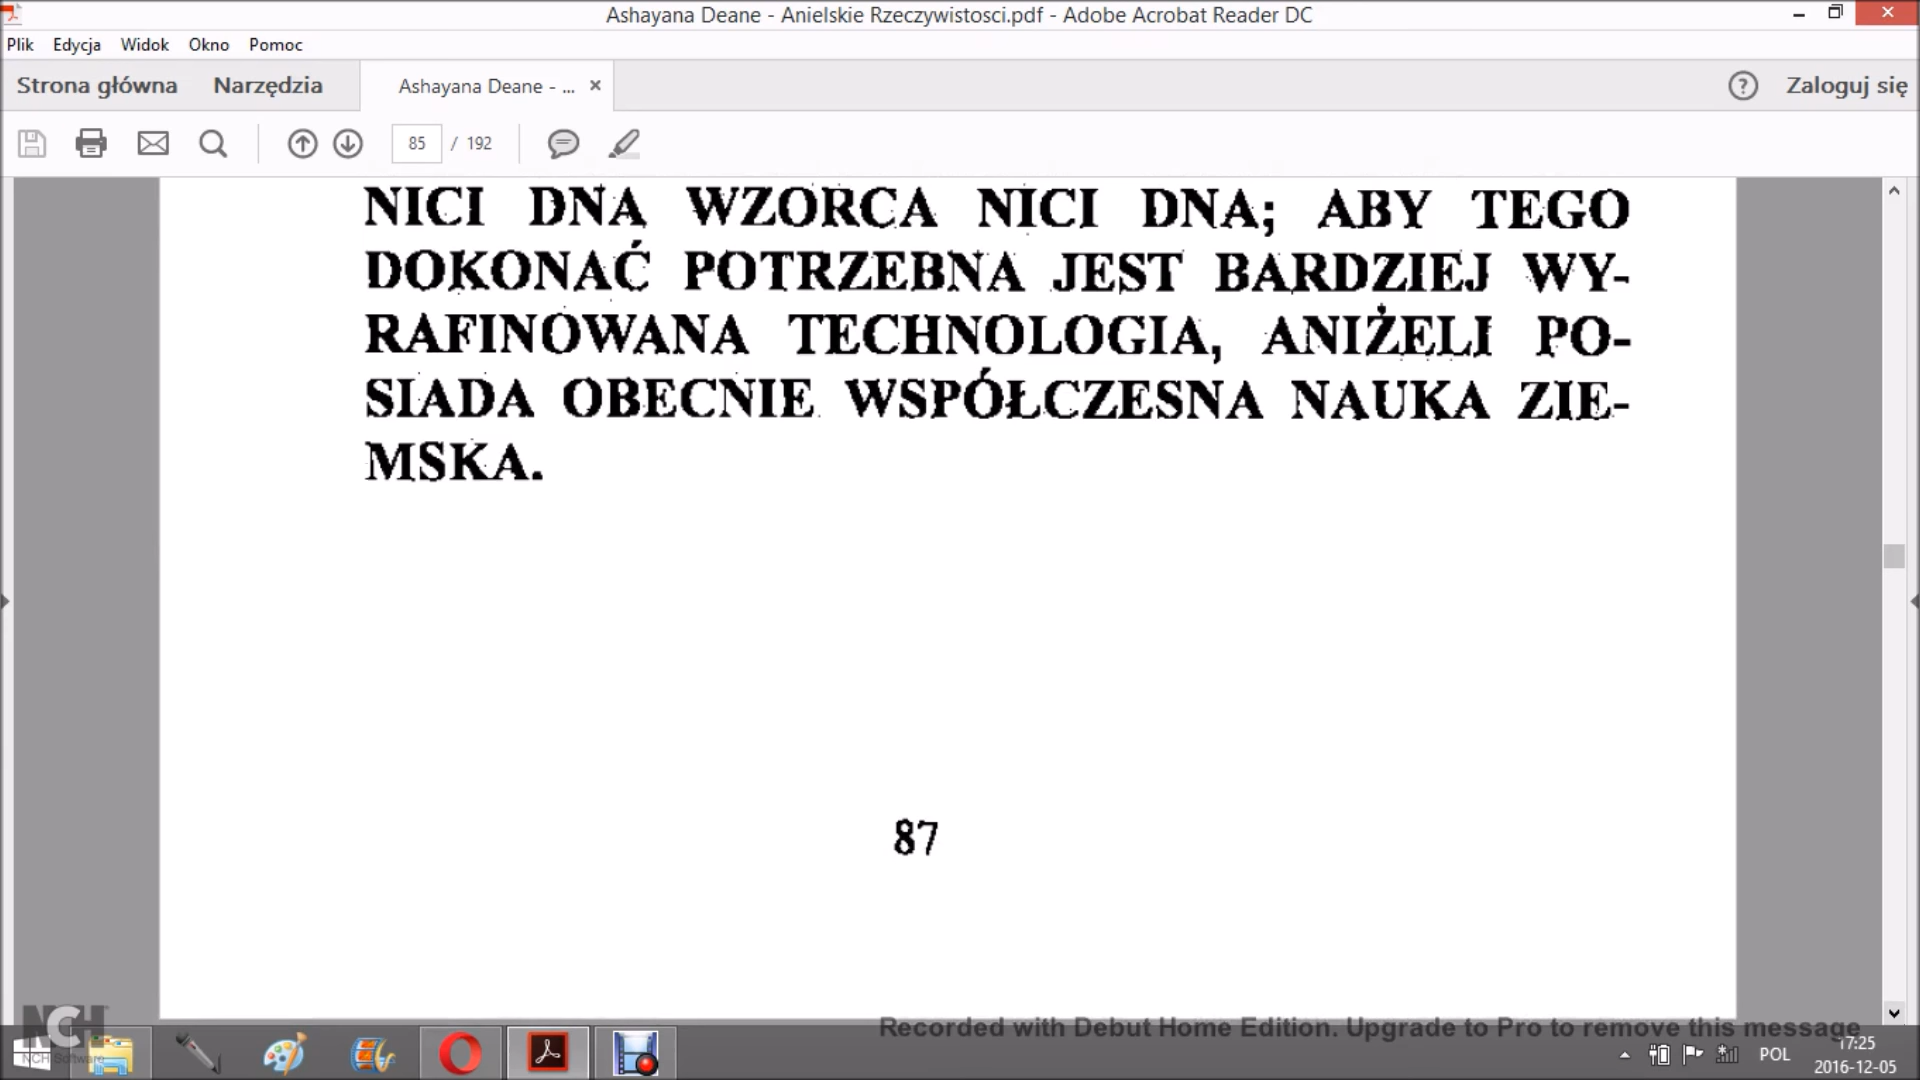 Ashayana Deane - Anielskie Rzeczywistosci.pdf - Adobe Acrobat Reader DC
Plik Edycja Widok Okno Pomoc
Strona główna Narzędzia Ashayana Deane - ... × ? Zaloguj się
85 / 192
NICI DNA WZORCA NICI DNA; ABY TEGO
DOKONAĆ POTRZEBNA JEST BARDZIEJ WY-
RAFINOWANA TECHNOLOGIA, ANIŻELI PO-
SIADA OBECNIE WSPÓŁCZESNA NAUKA ZIE-
MSKA.
87
Recorded with Debut Home Edition. Upgrade to Pro to remove this message
NCH
NCH Software
POL
17:25
2016-12-05